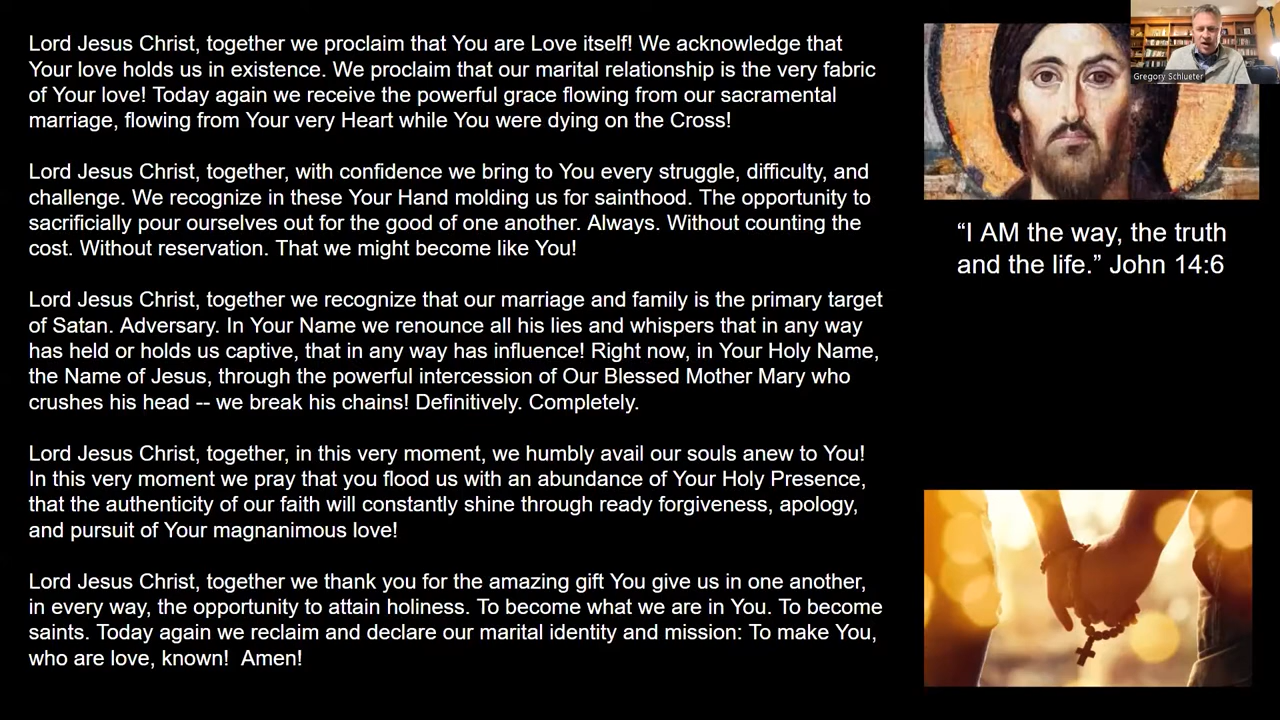 Lord Jesus Christ, together we proclaim that You are Love itself! We acknowledge that
Your love holds us in existence. We proclaim that our marital relationship is the very fabric
of Your love! Today again we receive the powerful grace flowing from our sacramental
marriage, flowing from Your very Heart while You were dying on the Cross!
Lord Jesus Christ, together, with confidence we bring to You every struggle, difficulty, and
challenge. We recognize in these Your Hand molding us for sainthood. The opportunity to
sacrificially pour ourselves out for the good of one another. Always. Without counting the
cost. Without reservation. That we might become like You!
Lord Jesus Christ, together we recognize that our marriage and family is the primary target
of Satan. Adversary. In Your Name we renounce all his lies and whispers that in any way
has held or holds us captive, that in any way has influence! Right now, in Your Holy Name,
the Name of Jesus, through the powerful intercession of Our Blessed Mother Mary who
crushes his head -- we break his chains! Definitively. Completely.
Lord Jesus Christ, together, in this very moment, we humbly avail our souls anew to You!
In this very moment we pray that you flood us with an abundance of Your Holy Presence,
that the authenticity of our faith will constantly shine through ready forgiveness, apology,
and pursuit of Your magnanimous love!
Lord Jesus Christ, together we thank you for the amazing gift You give us in one another,
in every way, the opportunity to attain holiness. To become what we are in You. To become
saints. Today again we reclaim and declare our marital identity and mission: To make You,
who are love, known!  Amen!
Gregory Schlueter
“I AM the way, the truth
and the life.” John 14:6